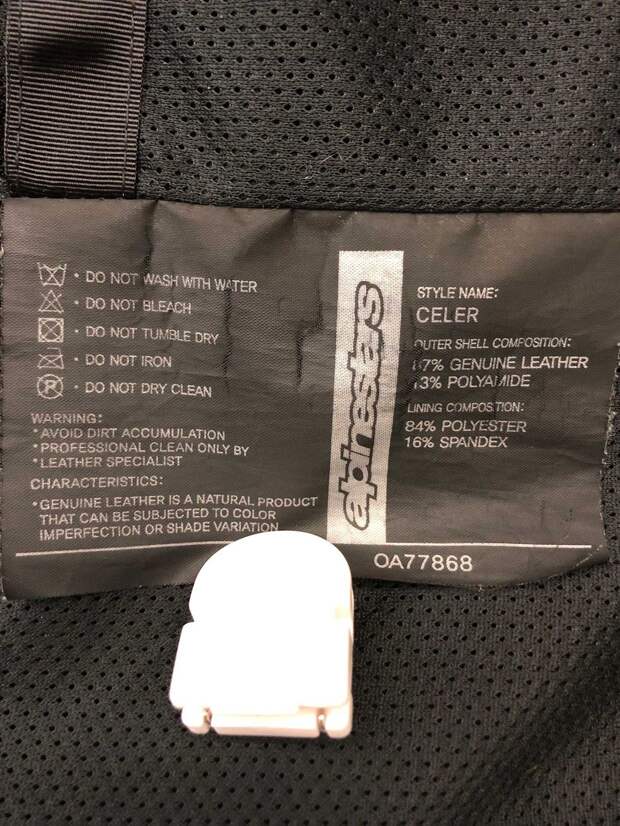 • DO NOT WASH WITH WATER
• DO NOT BLEACH
• DO NOT TUMBLE DRY
• DO NOT IRON
P • DO NOT DRY CLEAN
WARNING:
*AVOID DIRT ACCUMULATION
*PROFESSIONAL CLEAN ONLY BY
*LEATHER SPECIALIST
CHARACTERISTICS:
*GENUINE LEATHER IS A NATURAL PRODUCT
THAT CAN BE SUBJECTED TO COLOR
IMPERFECTION OR SHADE VARIATION
alpinestars
STYLE NAME:
CELER
OUTER SHELL COMPOSITION:
87% GENUINE LEATHER
13% POLYAMIDE
LINING COMPOSTION:
84% POLYESTER
16% SPANDEX
OA77868